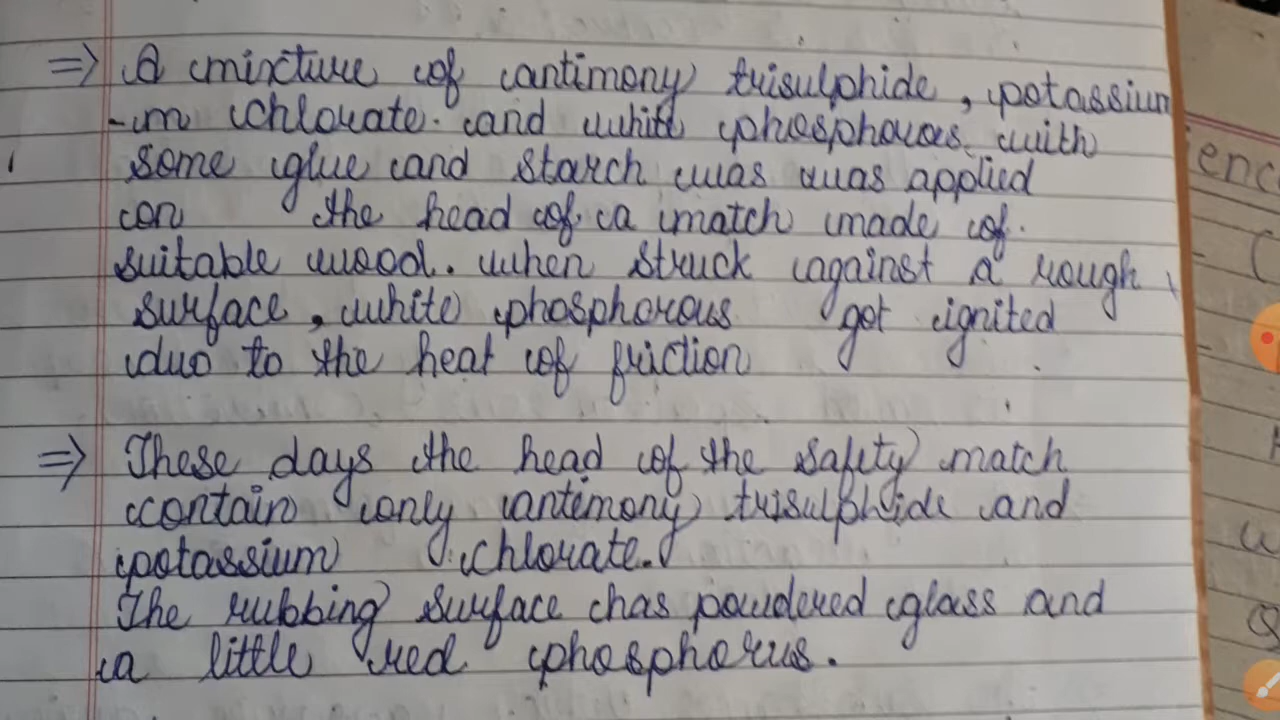 ⇒ A mixture of antimony trisulphide, potassium
-um chlorate. and white phosphorous with
some glue and starch was was applied
on the head of a match made of.
suitable wood. when struck against a rough
surface, white phosphorous got ignited
duo to the heat of friction
⇒ These days the head of the safety match
contain only antimony trisulphide and
potassium chlorate.
The rubbing surface has powdered glass and
a little red phosphorus.